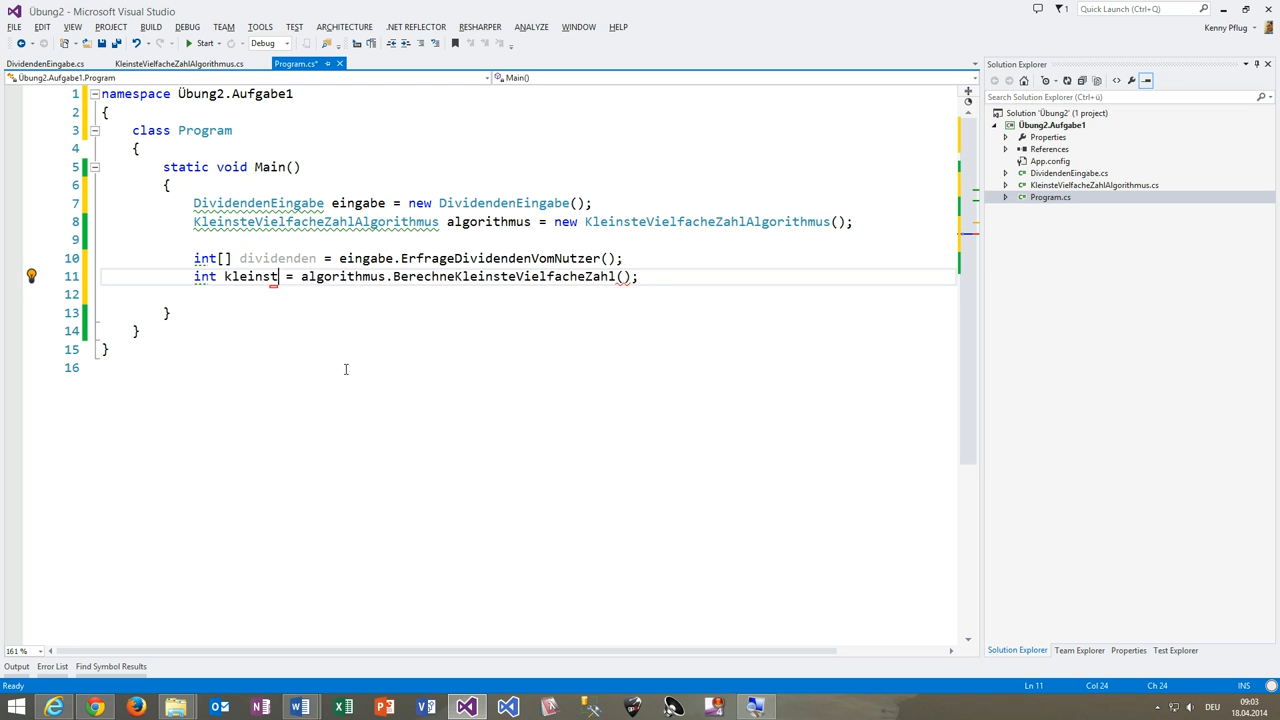 Übung2 - Microsoft Visual Studio
Quick Launch (Ctrl+Q)
FILE EDIT VIEW PROJECT BUILD DEBUG TEAM TOOLS TEST ARCHITECTURE .NET REFLECTOR RESHARPER ANALYZE WINDOW HELP
Kenny Pflug
Start Debug
DividendenEingabe.cs KleinsteVielfacheZahlAlgorithmus.cs Program.cs*
Übung2.Aufgabe1.Program Main()
1 namespace Übung2.Aufgabe1
2 {
3 class Program
4 {
5 static void Main()
6 {
7 DividendenEingabe eingabe = new DividendenEingabe();
8 KleinsteVielfacheZahlAlgorithmus algorithmus = new KleinsteVielfacheZahlAlgorithmus();
9
10 int[] dividenden = eingabe.ErfrageDividendenVomNutzer();
11 int kleinst = algorithmus.BerechneKleinsteVielfacheZahl();
12
13 }
14 }
15 }
16
161 %
Solution Explorer
Search Solution Explorer (Ctrl+ü)
Solution 'Übung2' (1 project)
Übung2.Aufgabe1
Properties
References
App.config
DividendenEingabe.cs
KleinsteVielfacheZahlAlgorithmus.cs
Program.cs
Solution Explorer Team Explorer Properties Test Explorer
Output Error List Find Symbol Results
Ready Ln 11 Col 24 Ch 24 INS
DEU
09:03
18.04.2014